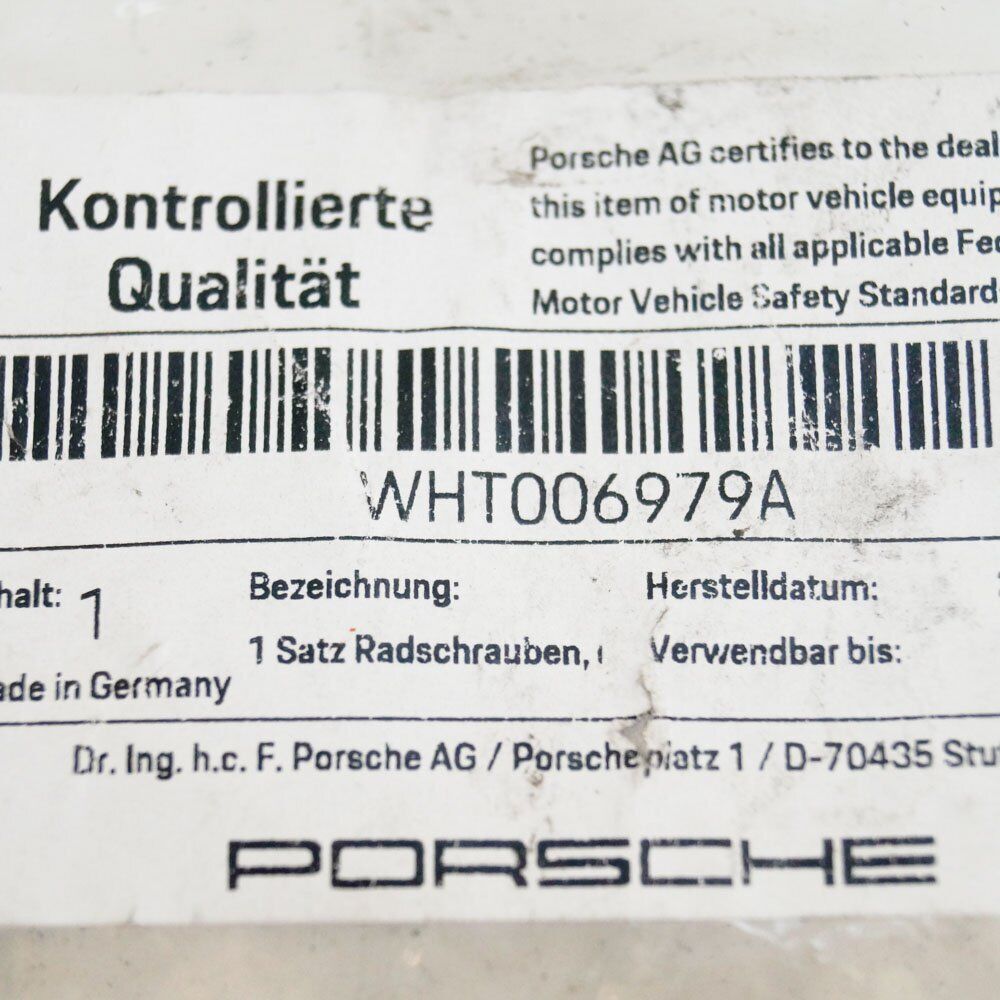 Kontrollierte
Qualität
Porsche AG certifies to the deal
this item of motor vehicle equip
complies with all applicable Fed
Motor Vehicle Safety Standard
WHT006979A
halt: 1
Bezeichnung:
Herstelldatum:
1 Satz Radschrauben,
Verwendbar bis:
ade in Germany
Dr. Ing. h.c. F. Porsche AG / Porscheplatz 1 / D-70435 Stu
PORSCHE